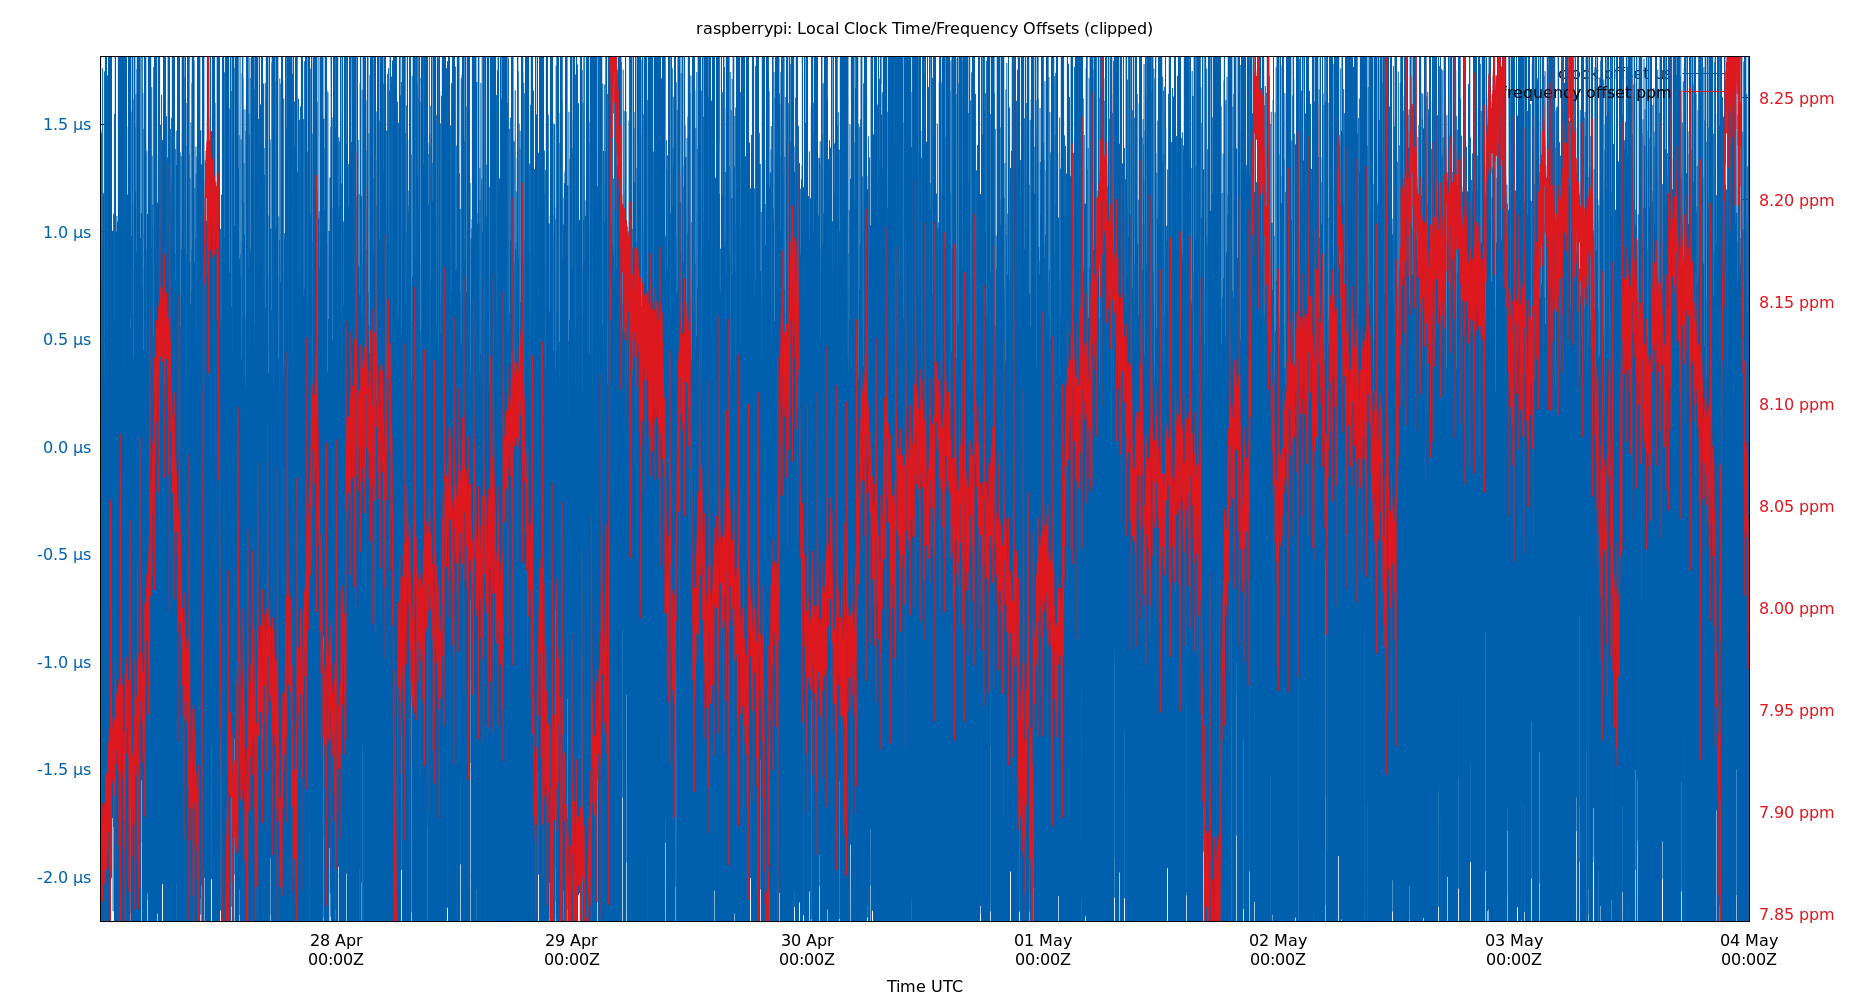 raspberrypi: Local Clock Time/Frequency Offsets (clipped)
clock offset us
frequency offset ppm
1.5 μs
1.0 μs
0.5 μs
0.0 μs
-0.5 μs
-1.0 μs
-1.5 μs
-2.0 μs
8.25 ppm
8.20 ppm
8.15 ppm
8.10 ppm
8.05 ppm
8.00 ppm
7.95 ppm
7.90 ppm
7.85 ppm
28 Apr
00:00Z
29 Apr
00:00Z
30 Apr
00:00Z
01 May
00:00Z
02 May
00:00Z
03 May
00:00Z
04 May
00:00Z
Time UTC